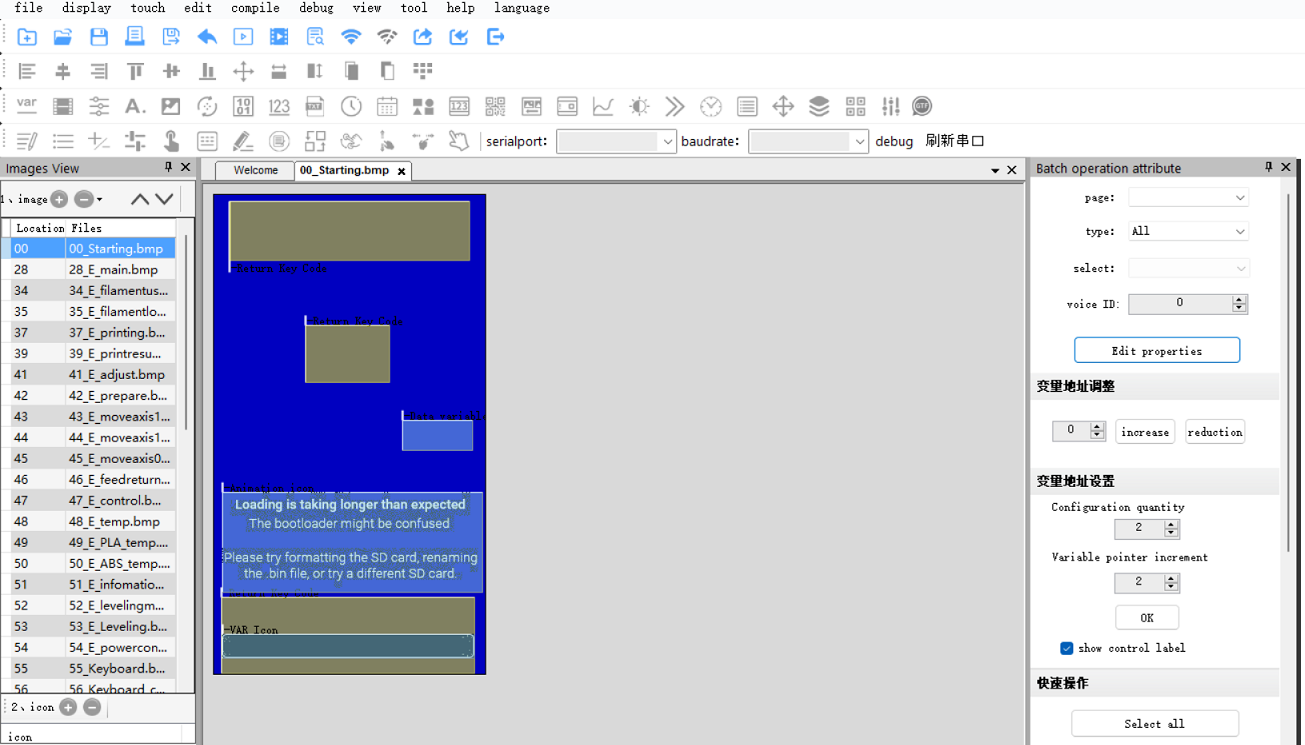 file display touch edit compile debug view tool help language
var A. 10 01 123 TXT 123 GTF
serialport: baudrate: debug 刷新串口
Images View
Welcome 00_Starting.bmp
Batch operation attribute
1、image
Location Files
00 00_Starting.bmp
28 28_E_main.bmp
34 34_E_filamentus...
35 35_E_filamentlo...
37 37_E_printing.b...
39 39_E_printresu...
41 41_E_adjust.bmp
42 42_E_prepare.b...
43 43_E_moveaxis1...
44 44_E_moveaxis1...
45 45_E_moveaxis0...
46 46_E_feedreturn...
47 47_E_control.b...
48 48_E_temp.bmp
49 49_E_PLA_temp....
50 50_E_ABS_temp....
51 51_E_infomatio...
52 52_E_levelingm...
53 53_E_Leveling.b...
54 54_E_powercon...
55 55_Keyboard.b...
56 56_Keyboard_c...
2、icon
icon
Return Key Code
Return Key Code
Data variabl
Animation icon
Loading is taking longer than expected
The bootloader might be confused
Please try formatting the SD card, renaming
the .bin file, or try a different SD card.
Return Key Code
VAR Icon
page:
type: All
select:
voice ID: 0
Edit properties
变量地址调整
0 increase reduction
变量地址设置
Configuration quantity
2
Variable pointer increment
2
OK
show control label
快速操作
Select all